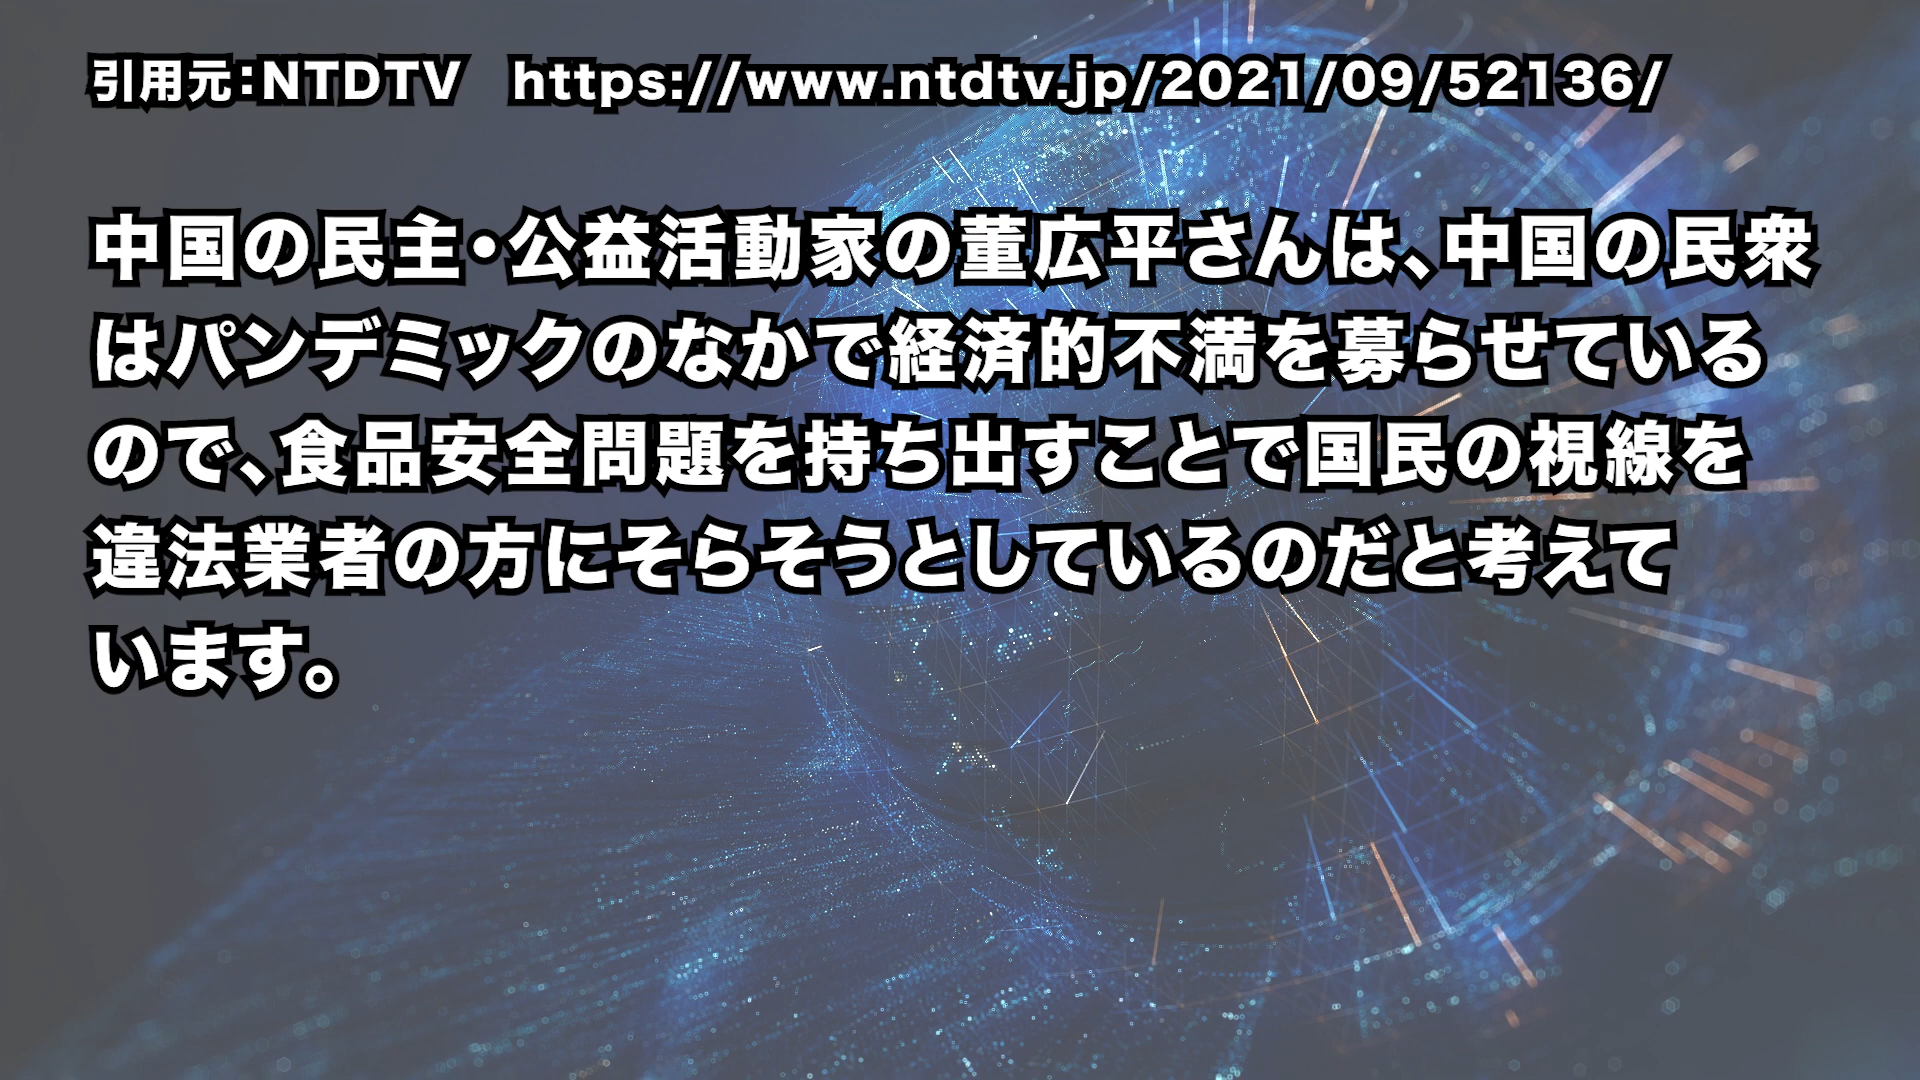 引用元：NTDTV　https://www.ntdtv.jp/2021/09/52136/
中国の民主・公益活動家の董広平さんは、中国の民衆
はパンデミックのなかで経済的不満を募らせている
ので、食品安全問題を持ち出すことで国民の視線を
違法業者の方にそらそうとしているのだと考えて
います。